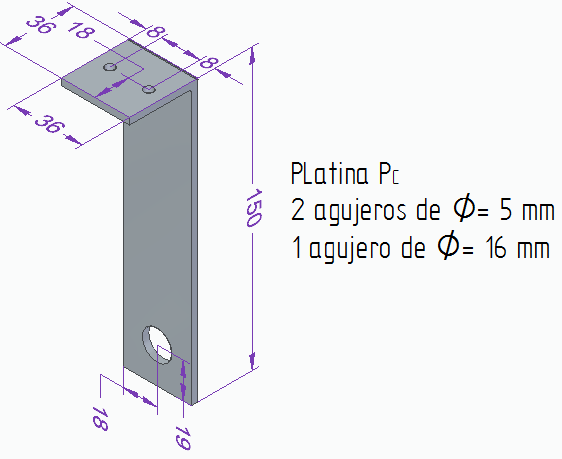 36
18
8
8
36
150
PLatina Pc
2 agujeros de Φ= 5 mm
1 agujero de Φ= 16 mm
18
19